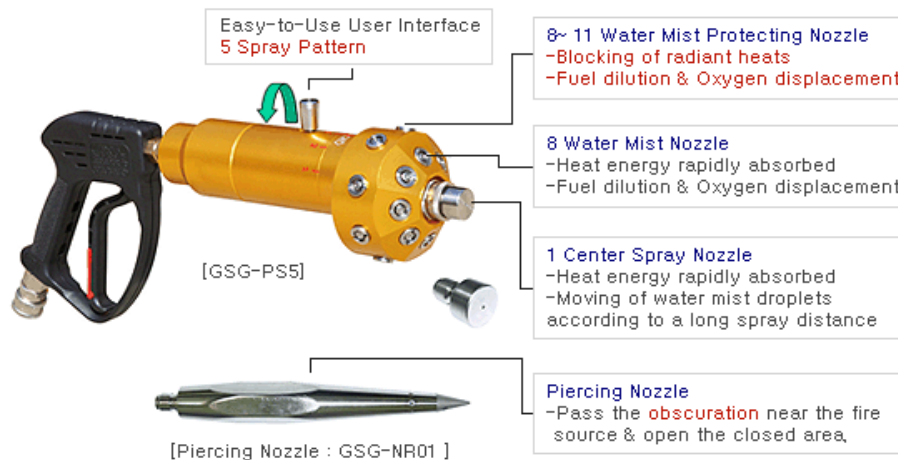 Easy-to-Use User Interface
5 Spray Pattern
8~ 11 Water Mist Protecting Nozzle
-Blocking of radiant heats
-Fuel dilution & Oxygen displacement
8 Water Mist Nozzle
-Heat energy rapidly absorbed
-Fuel dilution & Oxygen displacement
[GSG-PS5]
1 Center Spray Nozzle
-Heat energy rapidly absorbed
-Moving of water mist droplets
according to a long spray distance
Piercing Nozzle
-Pass the obscuration near the fire
source & open the closed area,
[Piercing Nozzle : GSG-NR01 ]